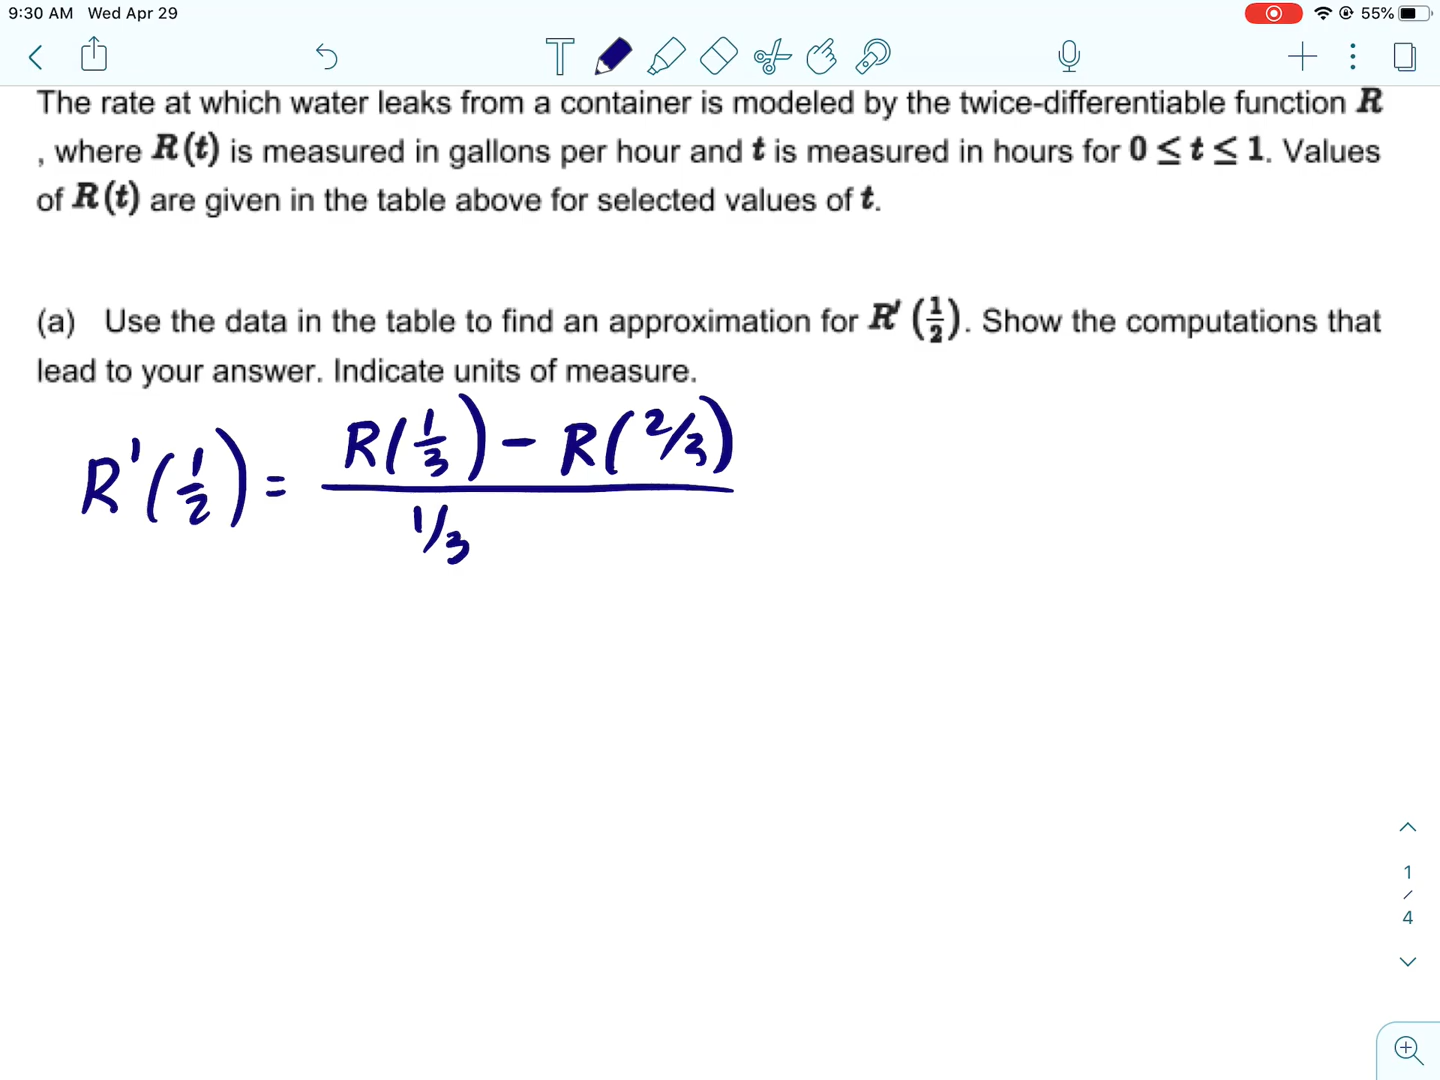 9:30 AM Wed Apr 29 55%
T
The rate at which water leaks from a container is modeled by the twice-differentiable function R
, where R(t) is measured in gallons per hour and t is measured in hours for 0 ≤ t ≤ 1. Values
of R(t) are given in the table above for selected values of t.
(a) Use the data in the table to find an approximation for R' (1/2). Show the computations that
lead to your answer. Indicate units of measure.
R'(1/2) = R(1/3) - R(2/3)
1/3
1
/
4